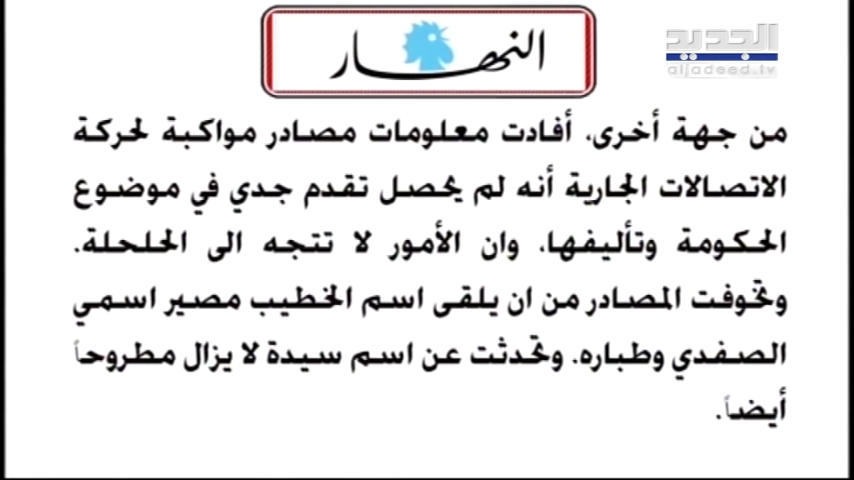 النهار
الجديد
aljadeed.tv
من جهة أخرى، أفادت معلومات مصادر مواكبة لحركة
الاتصالات الجارية أنه لم يحصل تقدم جدي في موضوع
الحكومة وتأليفها، وان الأمور لا تتجه الى الحلحلة.
وتخوفت المصادر من ان يلقى اسم الخطيب مصير اسمي
الصفدي وطباره. وتحدثت عن اسم سيدة لا يزال مطروحاً
أيضاً.